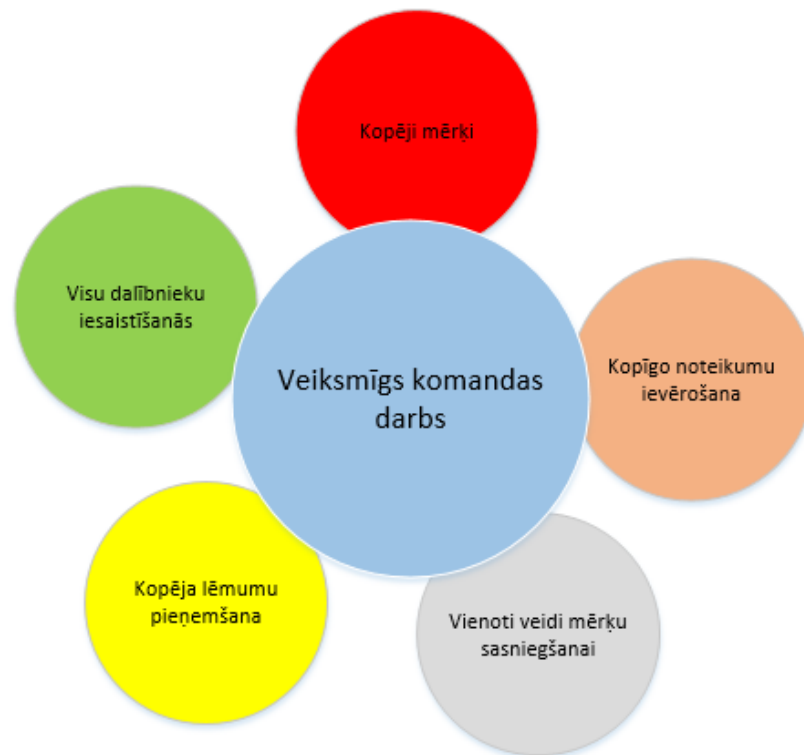 Kopēji mērķi
Visu dalībnieku
iesaistīšanās
Veiksmīgs komandas
darbs
Kopīgo noteikumu
ievērošana
Kopēja lēmumu
pieņemšana
Vienoti veidi mērķu
sasniegšanai